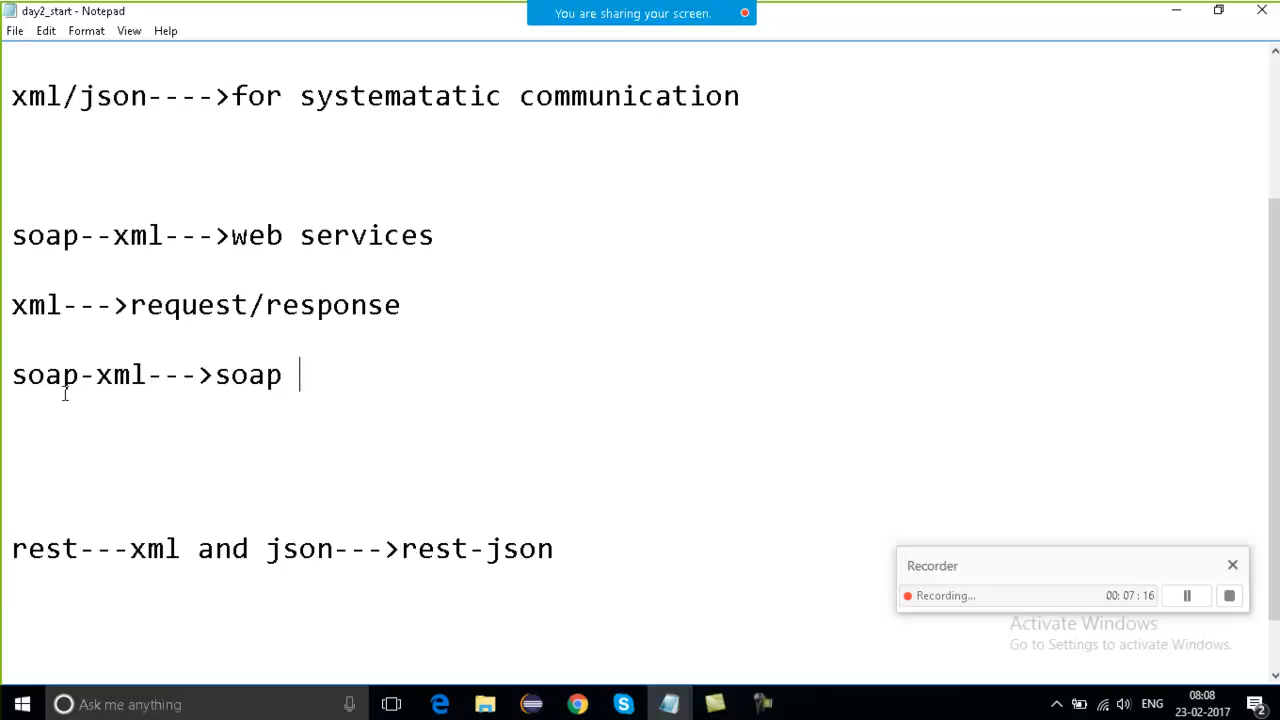 day2_start - Notepad
You are sharing your screen.
File Edit Format View Help
xml/json---->for systematatic communication
soap--xml--->web services
xml--->request/response
soap-xml--->soap
rest---xml and json--->rest-json
Recorder
Recording... 00:07:16
Activate Windows
Go to Settings to activate Windows.
Ask me anything
ENG
08:08
23-02-2017
2